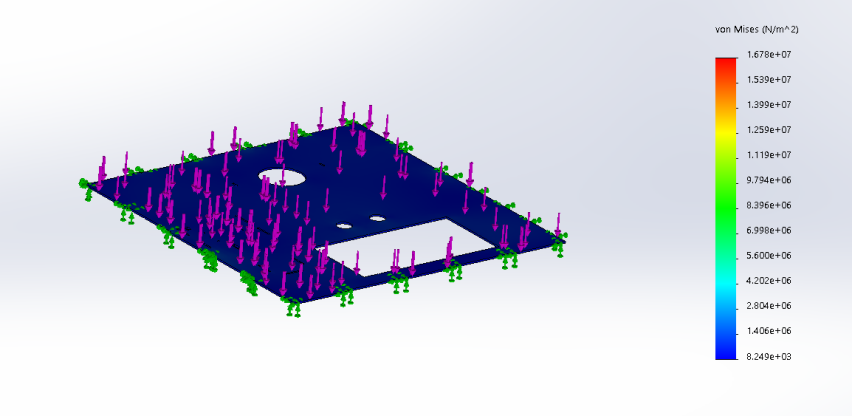 von Mises (N/m^2)
1.678e+07
1.539e+07
1.399e+07
1.259e+07
1.119e+07
9.794e+06
8.396e+06
6.998e+06
5.600e+06
4.202e+06
2.804e+06
1.406e+06
8.249e+03